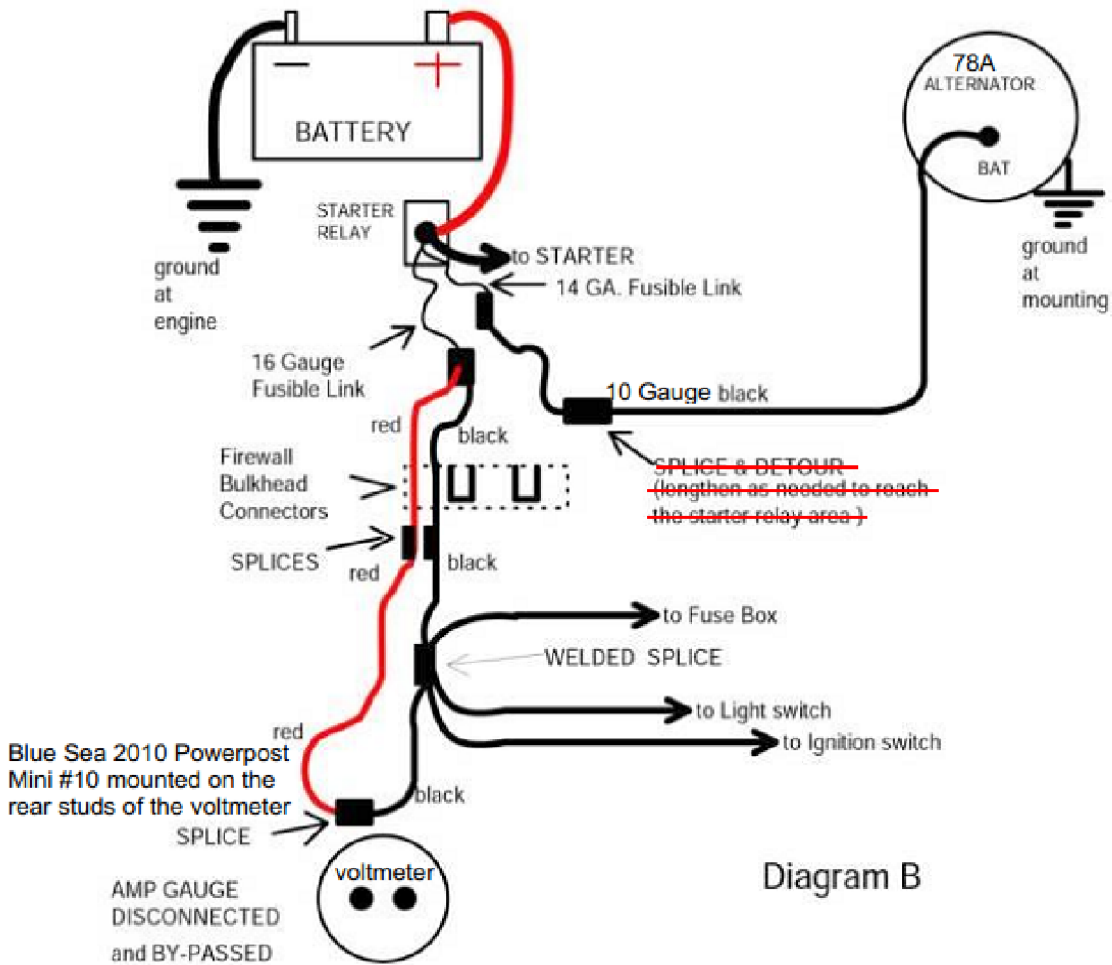 78A
ALTERNATOR
BAT
−
+
BATTERY
STARTER
RELAY
to STARTER
14 GA. Fusible Link
ground
at
engine
ground
at
mounting
16 Gauge
Fusible Link
10 Gauge black
red
black
Firewall
Bulkhead
Connectors
SPLICE & DETOUR
(lengthen as needed to reach
the starter relay area )
SPLICES
red
black
to Fuse Box
WELDED SPLICE
to Light switch
to Ignition switch
red
Blue Sea 2010 Powerpost
Mini #10 mounted on the
rear studs of the voltmeter
black
SPLICE
voltmeter
AMP GAUGE
DISCONNECTED
and BY-PASSED
Diagram B